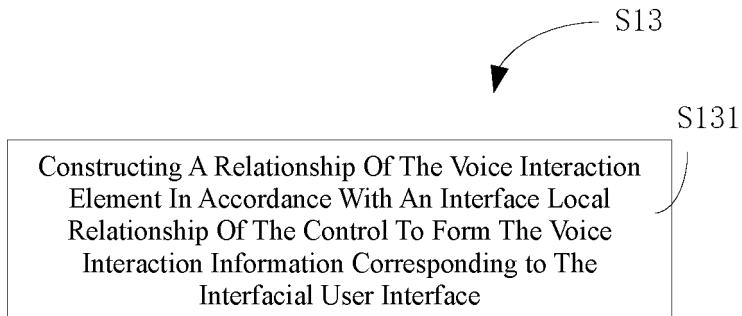 S13
S131
Constructing A Relationship Of The Voice Interaction
Element In Accordance With An Interface Local
Relationship Of The Control To Form The Voice
Interaction Information Corresponding to The
Interfacial User Interface